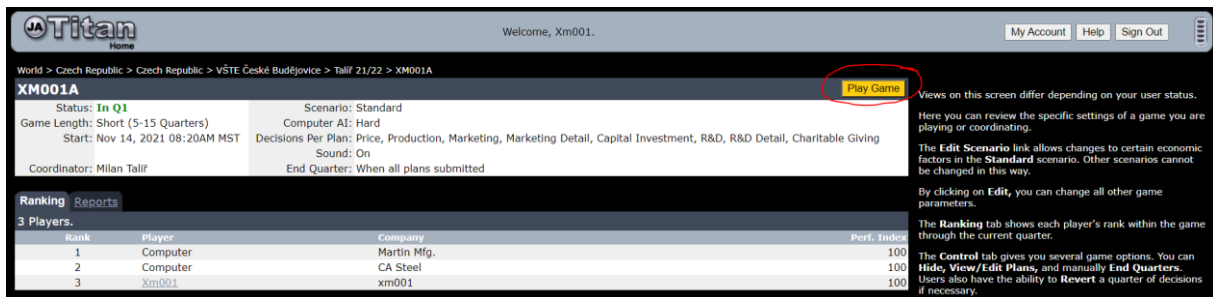 JA Titan
Home
Welcome, Xm001.
My Account Help Sign Out
World > Czech Republic > Czech Republic > VŠTE České Budějovice > Talíř 21/22 > XM001A
XM001A
Play Game
Status: In Q1
Scenario: Standard
Game Length: Short (5-15 Quarters)
Computer AI: Hard
Start: Nov 14, 2021 08:20AM MST
Decisions Per Plan: Price, Production, Marketing, Marketing Detail, Capital Investment, R&D, R&D Detail, Charitable Giving
Sound: On
Coordinator: Milan Talíř
End Quarter: When all plans submitted
Ranking Reports
3 Players.
Rank Player Company Perf. Index
1 Computer Martin Mfg. 100
2 Computer CA Steel 100
3 Xm001 xm001 100
Views on this screen differ depending on your user status.
Here you can review the specific settings of a game you are
playing or coordinating.
The Edit Scenario link allows changes to certain economic
factors in the Standard scenario. Other scenarios cannot
be changed in this way.
By clicking on Edit, you can change all other game
parameters.
The Ranking tab shows each player's rank within the game
through the current quarter.
The Control tab gives you several game options. You can
Hide, View/Edit Plans, and manually End Quarters.
Users also have the ability to Revert a quarter of decisions
if necessary.